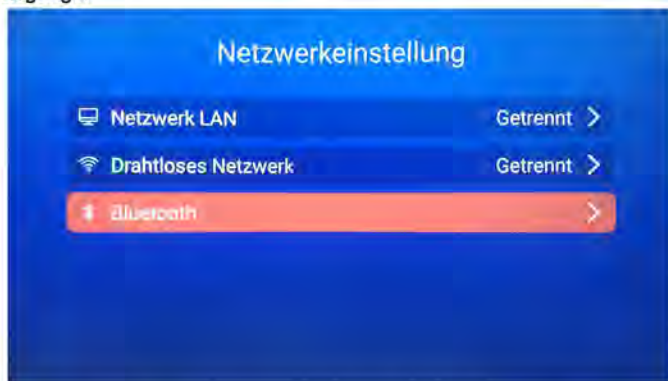 Netzwerkeinstellung
Netzwerk LAN Getrennt
Drahtloses Netzwerk Getrennt
Bluetooth